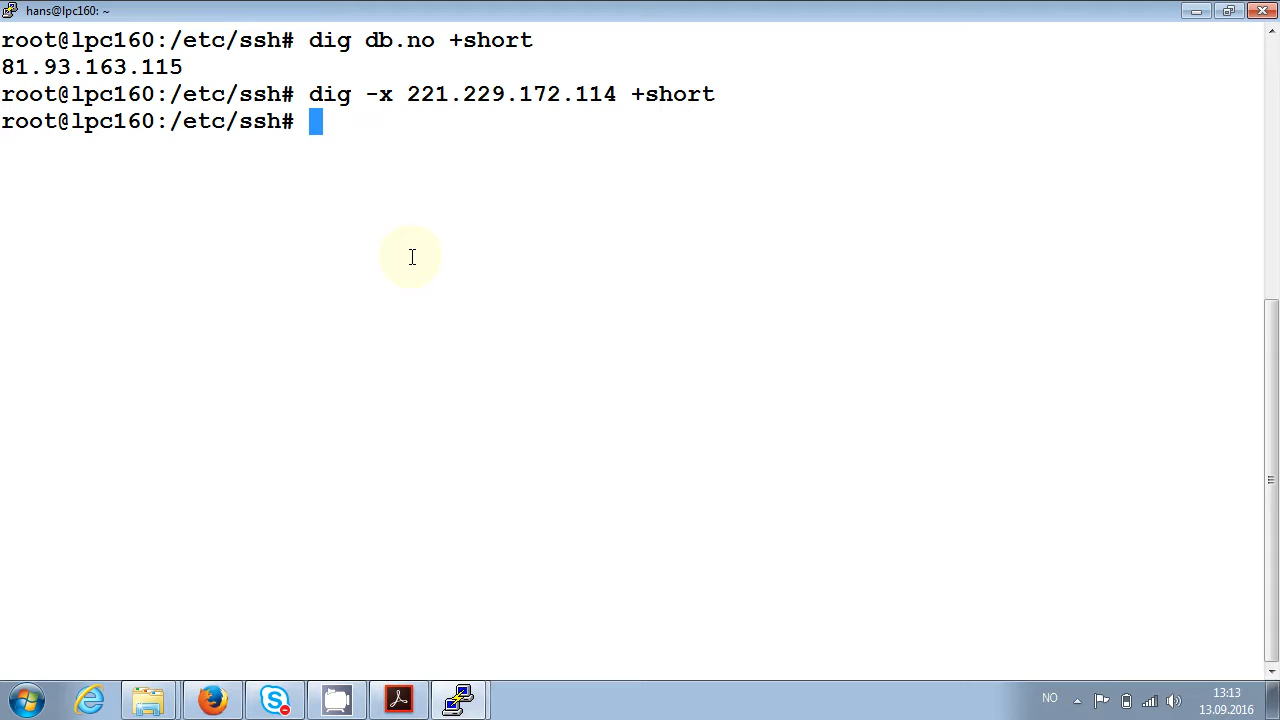 hans@lpc160: ~
root@lpc160:/etc/ssh# dig db.no +short
81.93.163.115
root@lpc160:/etc/ssh# dig -x 221.229.172.114 +short
root@lpc160:/etc/ssh#
NO
13:13
13.09.2016